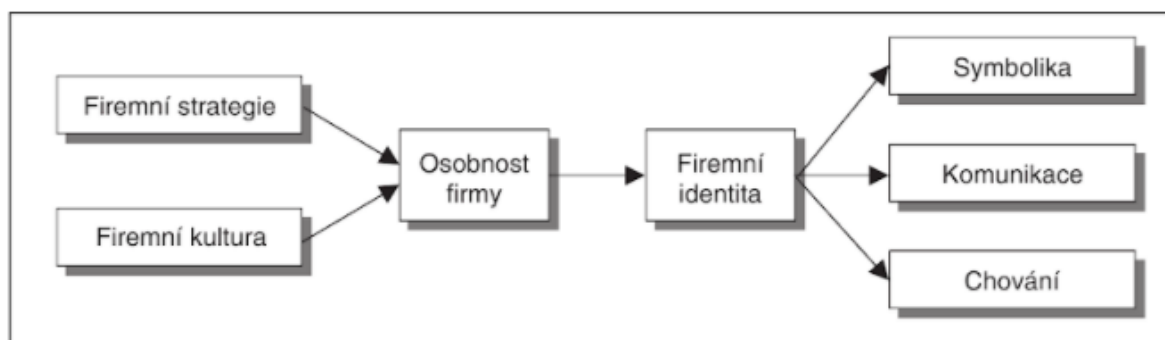 Firemní strategie
Firemní kultura
Osobnost
firmy
Firemní
identita
Symbolika
Komunikace
Chování